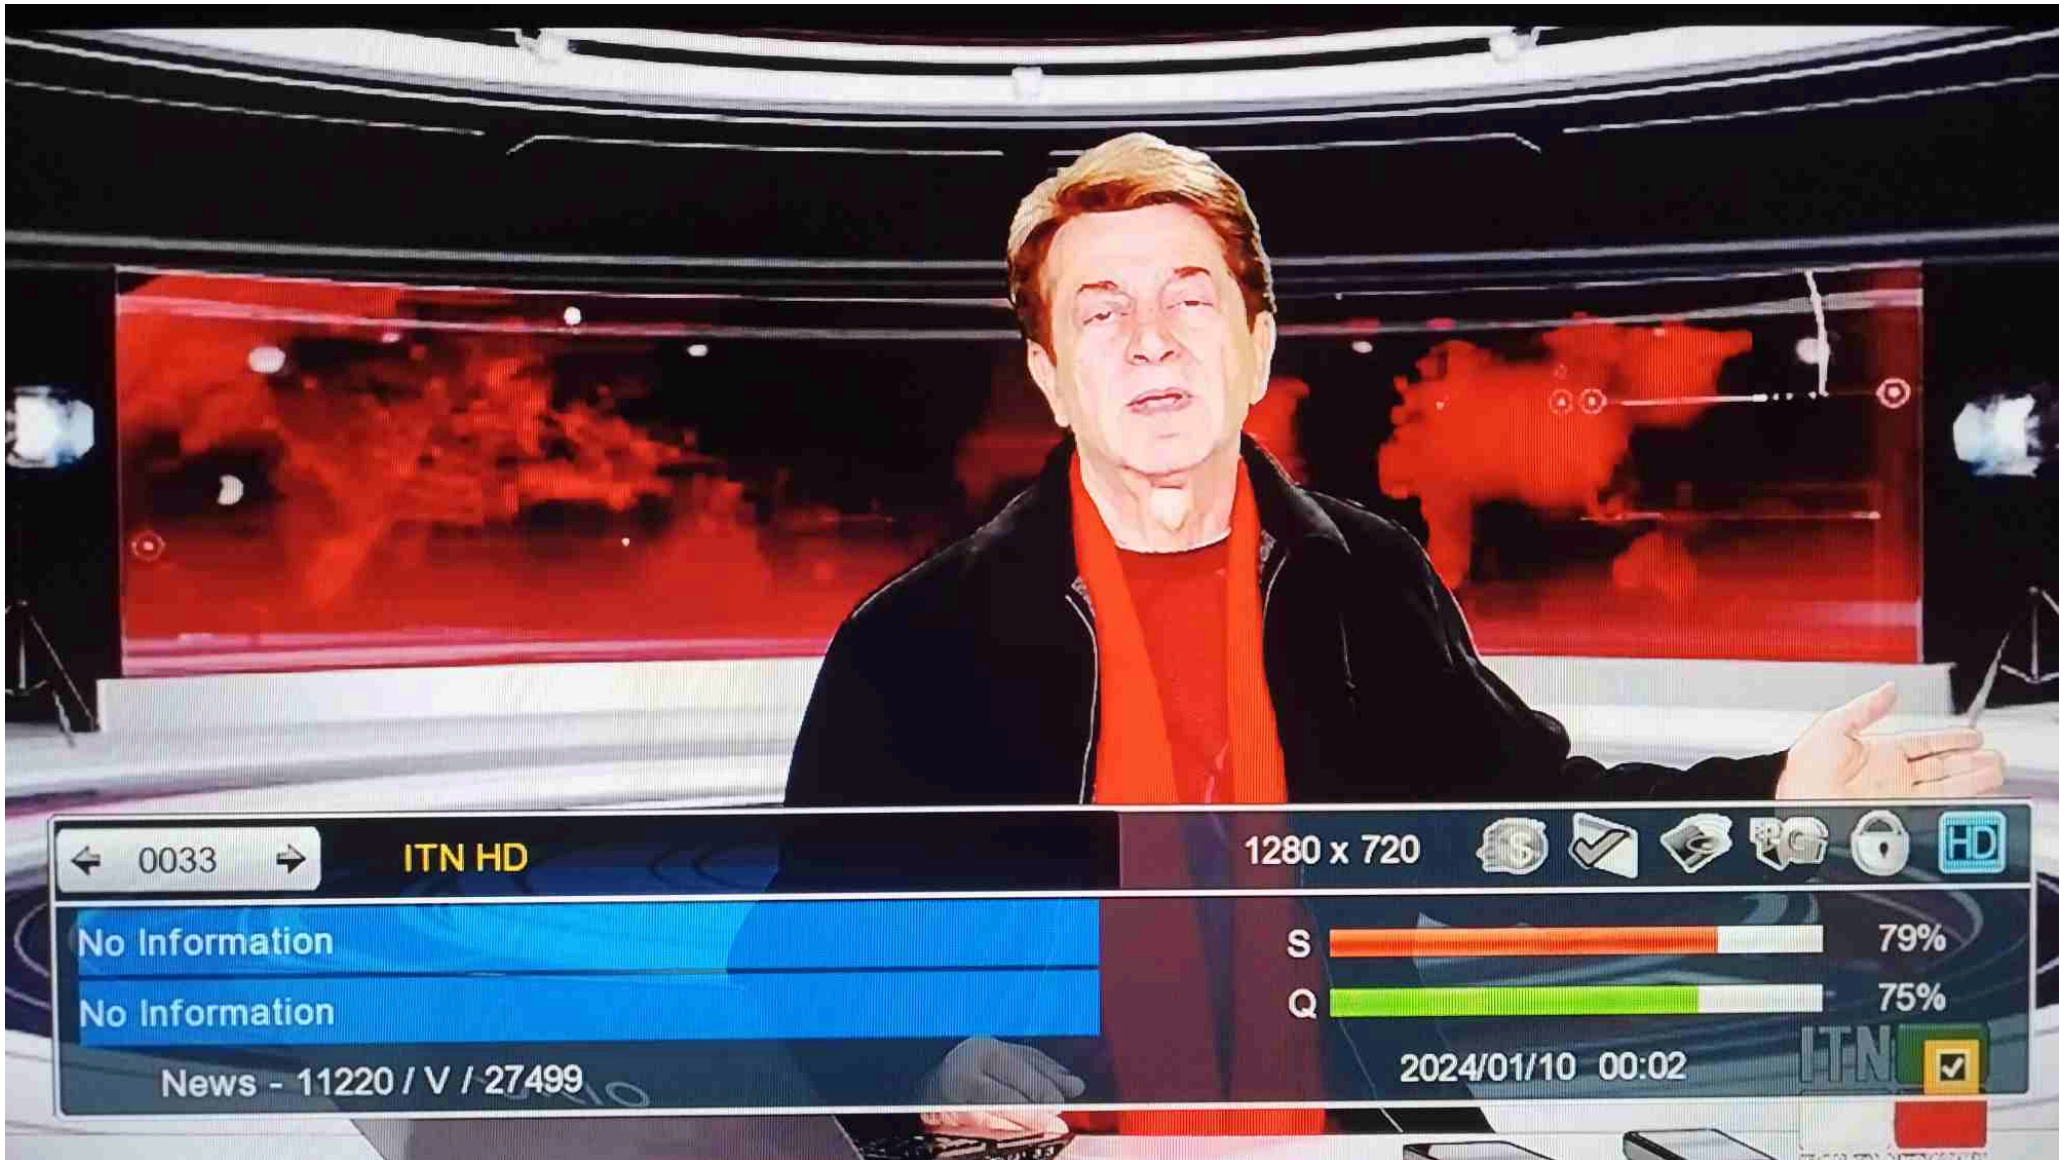 0033
ITN HD
1280 x 720
HD
No Information
S
79%
No Information
Q
75%
News - 11220 / V / 27499
2024/01/10 00:02
ITN